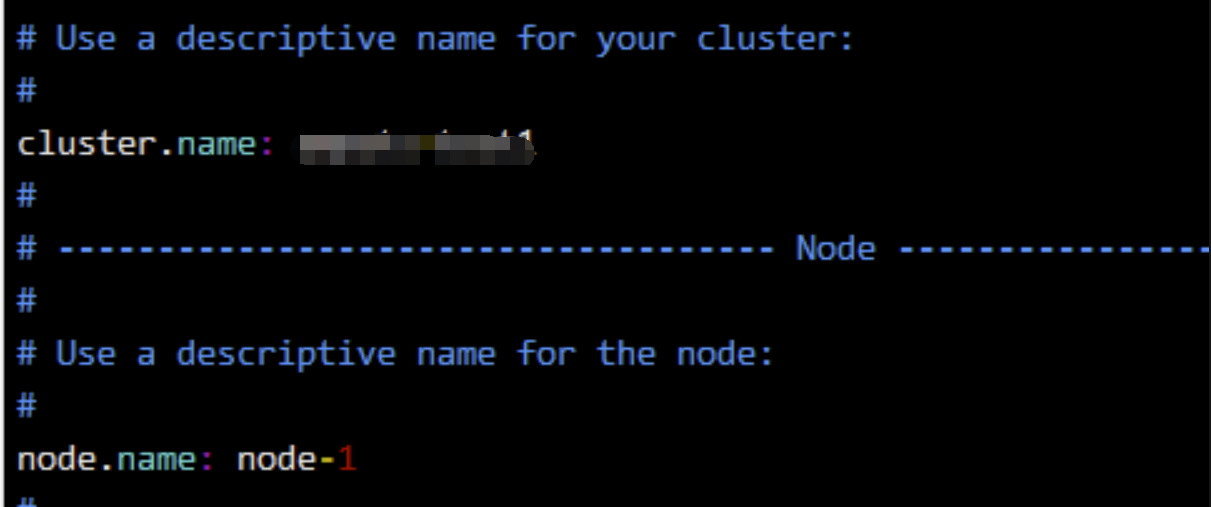 # Use a descriptive name for your cluster:
#
cluster.name:
#
# ------------------------------------ Node ----------------
#
# Use a descriptive name for the node:
#
node.name: node-1
#